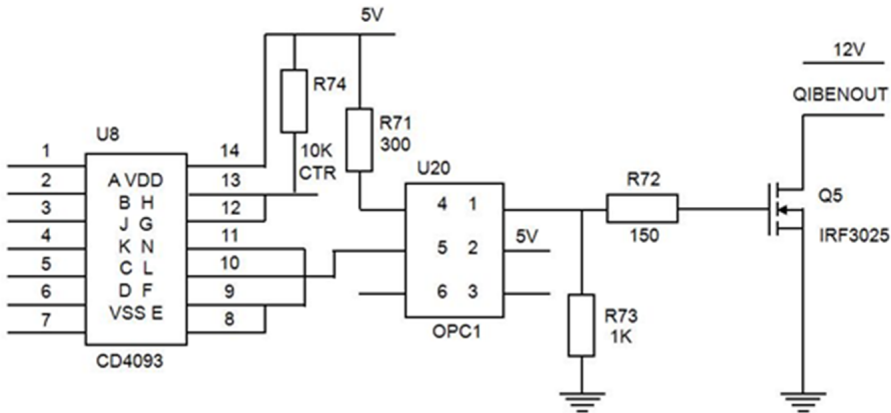 5V
12V
R74
QIBENOUT
U8
R71
300
10K
CTR
1 14
U20
2 A VDD 13
R72
Q5
3 B H 12
4 1
J G
4 K N 11
150
IRF3025
5V
5 C L 10
5 2
6 D F 9
6 3
VSS E
7 8
R73
1K
OPC1
CD4093